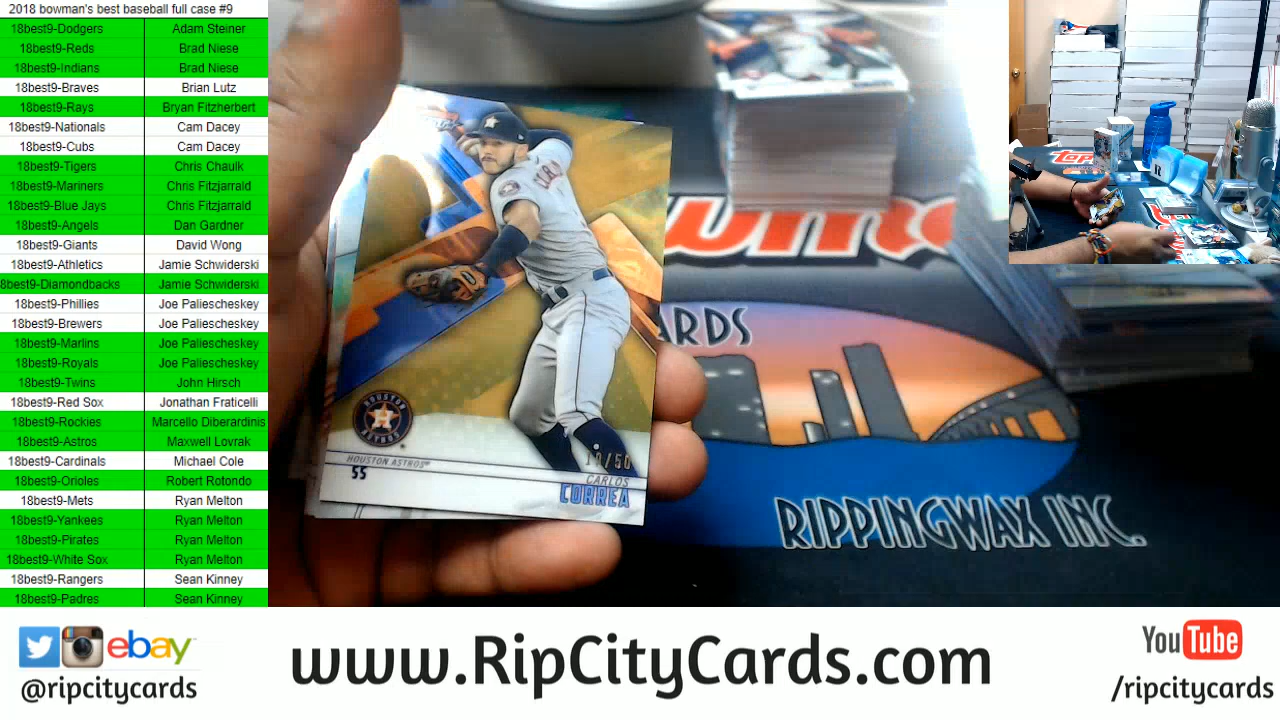 2018 bowman's best baseball full case #9
18best9-Dodgers Adam Steiner
18best9-Reds Brad Niese
18best9-Indians Brad Niese
18best9-Braves Brian Lutz
18best9-Rays Bryan Fitzherbert
18best9-Nationals Cam Dacey
18best9-Cubs Cam Dacey
18best9-Tigers Chris Chaulk
18best9-Mariners Chris Fitzjarrald
18best9-Blue Jays Chris Fitzjarrald
18best9-Angels Dan Gardner
18best9-Giants David Wong
18best9-Athletics Jamie Schwiderski
8best9-Diamondbacks Jamie Schwiderski
18best9-Phillies Joe Paliescheskey
18best9-Brewers Joe Paliescheskey
18best9-Marlins Joe Paliescheskey
18best9-Royals Joe Paliescheskey
18best9-Twins John Hirsch
18best9-Red Sox Jonathan Fraticelli
18best9-Rockies Marcello Diberardinis
18best9-Astros Maxwell Lovrak
18best9-Cardinals Michael Cole
18best9-Orioles Robert Rotondo
18best9-Mets Ryan Melton
18best9-Yankees Ryan Melton
18best9-Pirates Ryan Melton
18best9-White Sox Ryan Melton
18best9-Rangers Sean Kinney
18best9-Padres Sean Kinney
HOUSTON
ASTROS
HOUSTON ASTROS®
SS
/50
CARLOS
CORREA
ARDS
RIPPINGWAX INC.
topps
ebay
@ripcitycards
www.RipCityCards.com
YouTube
/ripcitycards